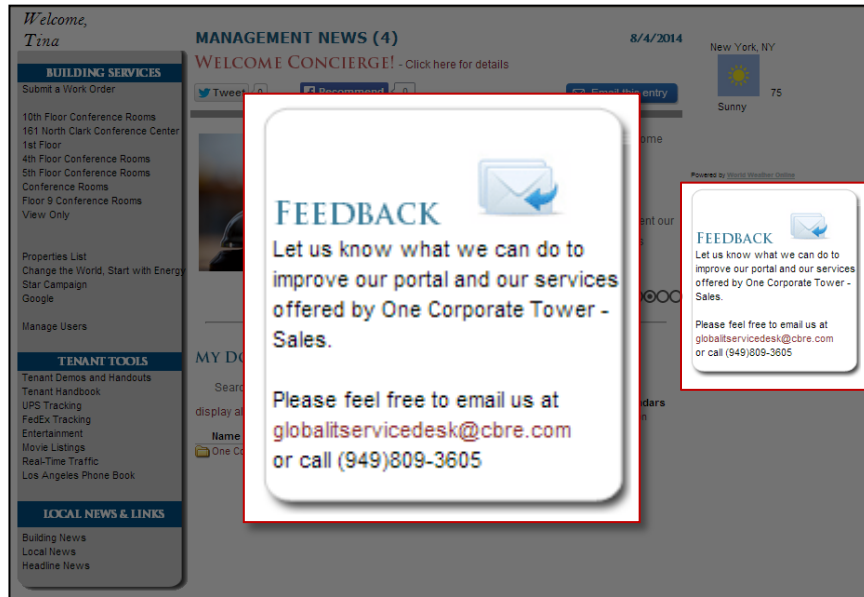 Welcome,
Tina
BUILDING SERVICES
Submit a Work Order
10th Floor Conference Rooms
161 North Clark Conference Center
1st Floor
4th Floor Conference Rooms
5th Floor Conference Rooms
Conference Rooms
Floor 9 Conference Rooms
View Only
Properties List
Change the World, Start with Energy
Star Campaign
Google
Manage Users
TENANT TOOLS
Tenant Demos and Handouts
Tenant Handbook
UPS Tracking
FedEx Tracking
Entertainment
Movie Listings
Real-Time Traffic
Los Angeles Phone Book
LOCAL NEWS & LINKS
Building News
Local News
Headline News
MANAGEMENT NEWS (4) 8/4/2014
WELCOME CONCIERGE! - Click here for details
Tweet 0 Recommend 0 Email this entry
MY DO
Searc
display al
Name
One Co
FEEDBACK
Let us know what we can do to
improve our portal and our services
offered by One Corporate Tower -
Sales.
Please feel free to email us at
globalitservicedesk@cbre.com
or call (949)809-3605
ome
ent our
s
dars
n
New York, NY
75
Sunny
Powered by World Weather Online
FEEDBACK
Let us know what we can do to
improve our portal and our services
offered by One Corporate Tower -
Sales.
Please feel free to email us at
globalitservicedesk@cbre.com
or call (949)809-3605